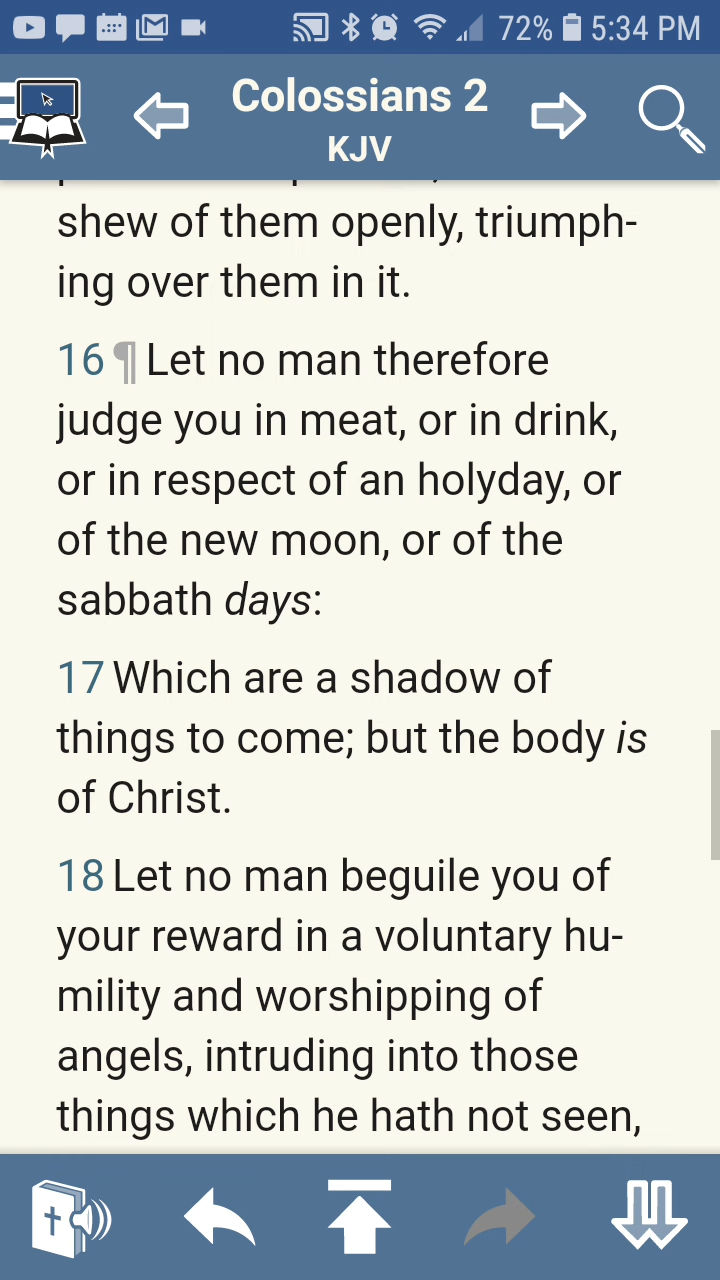 72% 5:34 PM
Colossians 2
KJV
shew of them openly, triumph-
ing over them in it.
16 ¶ Let no man therefore
judge you in meat, or in drink,
or in respect of an holyday, or
of the new moon, or of the
sabbath days:
17 Which are a shadow of
things to come; but the body is
of Christ.
18 Let no man beguile you of
your reward in a voluntary hu-
mility and worshipping of
angels, intruding into those
things which he hath not seen,